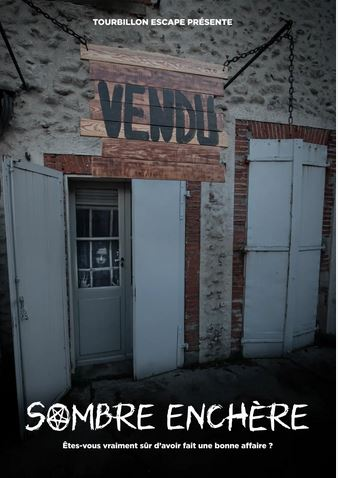 TOURBILLON ESCAPE PRÉSENTE
VENDU
SOMBRE ENCHÈRE
Êtes-vous vraiment sûr d'avoir fait une bonne affaire ?